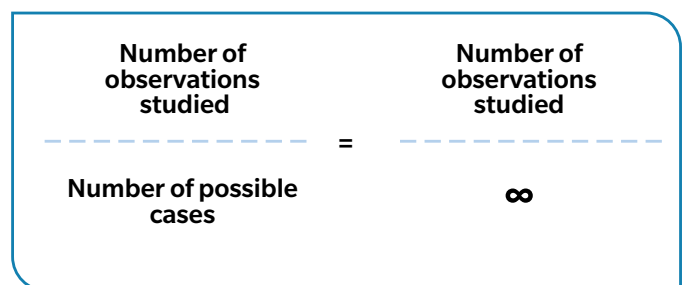 Number of
observations
studied
Number of possible
cases
=
Number of
observations
studied
∞